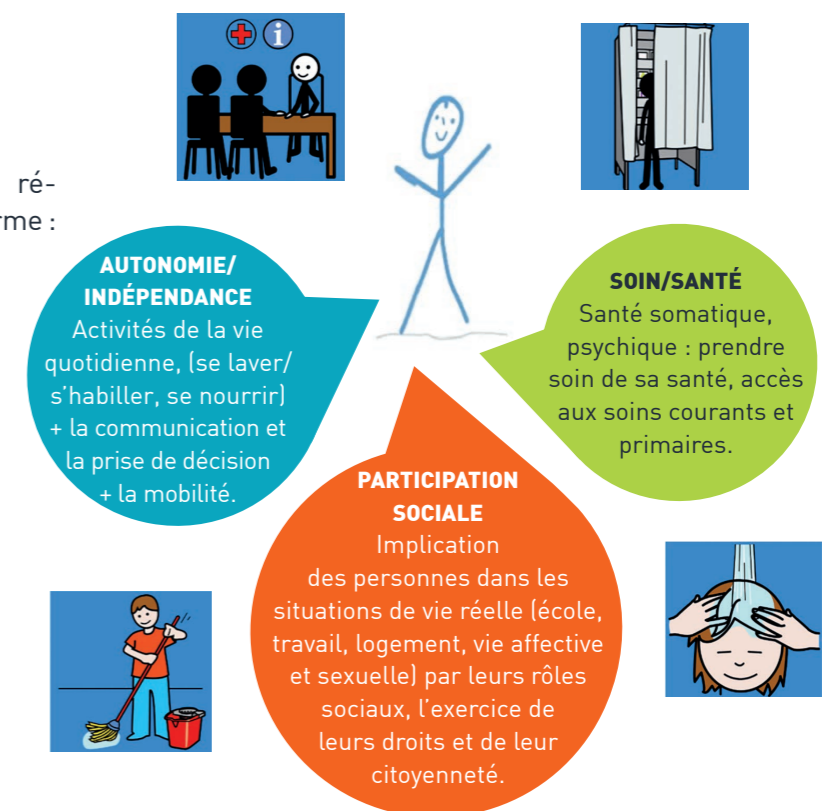 ré-
rme :
i
AUTONOMIE/
INDÉPENDANCE
Activités de la vie
quotidienne, (se laver/
s’habiller, se nourrir)
+ la communication et
la prise de décision
+ la mobilité.
SOIN/SANTÉ
Santé somatique,
psychique : prendre
soin de sa santé, accès
aux soins courants et
primaires.
PARTICIPATION
SOCIALE
Implication
des personnes dans les
situations de vie réelle (école,
travail, logement, vie affective
et sexuelle) par leurs rôles
sociaux, l’exercice de
leurs droits et de leur
citoyenneté.